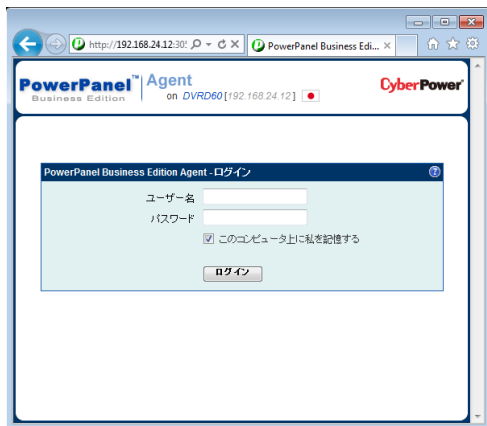 http://192.168.24.12:305
PowerPanel Business Edi...
PowerPanel™ Agent
Business Edition on DVRD60 [192.168.24.12]
CyberPower
PowerPanel Business Edition Agent - ログイン
ユーザー名
パスワード
このコンピュータ上に私を記憶する
ログイン